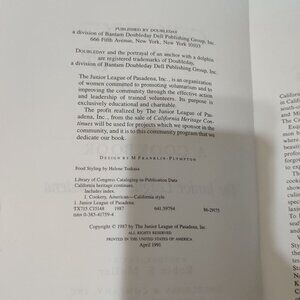 PUBLISHED BY DOUBLEDAY
a division of Bantam Doubleday Dell Publishing Group, Inc.
666 Fifth Avenue, New York, New York 10103
DOUBLEDAY and the portrayal of an anchor with a dolphin
are registered trademarks of Doubleday,
a division of Bantam Doubleday Dell Publishing Group, Inc.
The Junior League of Pasadena, Inc., is an organization
of women committed to promoting voluntarism and to
improving the community through the effective action
and leadership of trained volunteers. Its purpose is
exclusively educational and charitable.
The profit realized by The Junior League of Pasa-
dena, Inc., from the sale of California Heritage Con-
tinues will be used for projects which we sponsor in the
community, and it is to this community program that we
dedicate our book.
DESIGN BY M FRANKLIN-PLYMPTON
Food Styling by Helene
Library of Congress Cataloging-in-Publication Data
California heritage continues.
Includes index.
1. Cookery, American—California style.
I. Junior League of Pasadena.
TX715 1987 641.59794 86-29075
ISBN 0-385-41759-4
Copyright © 1987 by The Junior League of Pasadena, Inc.
ALL RIGHTS RESERVED
PRINTED IN THE UNITED STATES OF AMERICA
April 1991